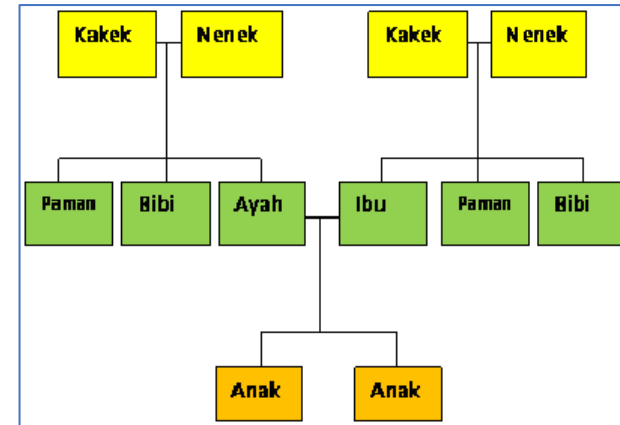 Kakek
Nenek
Kakek
Nenek
Paman
Bibi
Ayah
Ibu
Paman
Bibi
Anak
Anak